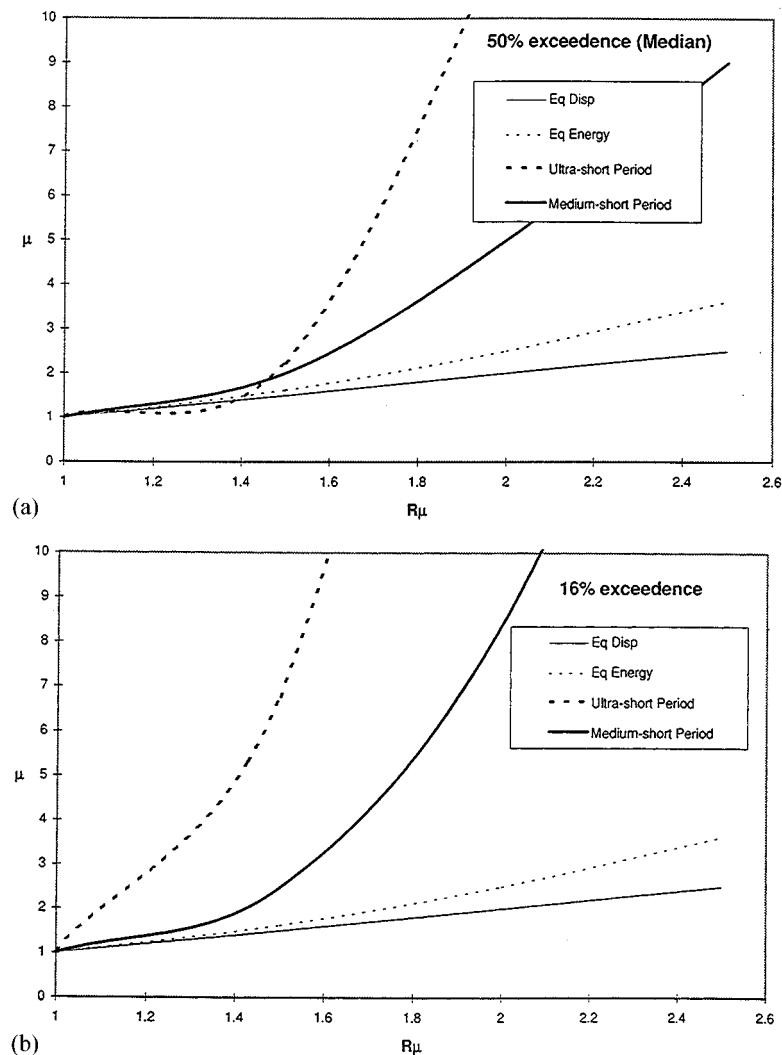 10
50% exceedence (Median)
9
8
7
6
5
4
3
2
1
0
μ
Eq Disp
Eq Energy
Ultra-short Period
Medium-short Period
1 1.2 1.4 1.6 1.8 2 2.2 2.4 2.6
Rμ
(a)
10
16% exceedence
9
8
7
6
5
4
3
2
1
0
μ
Eq Disp
Eq Energy
Ultra-short Period
Medium-short Period
1 1.2 1.4 1.6 1.8 2 2.2 2.4 2.6
Rμ
(b)